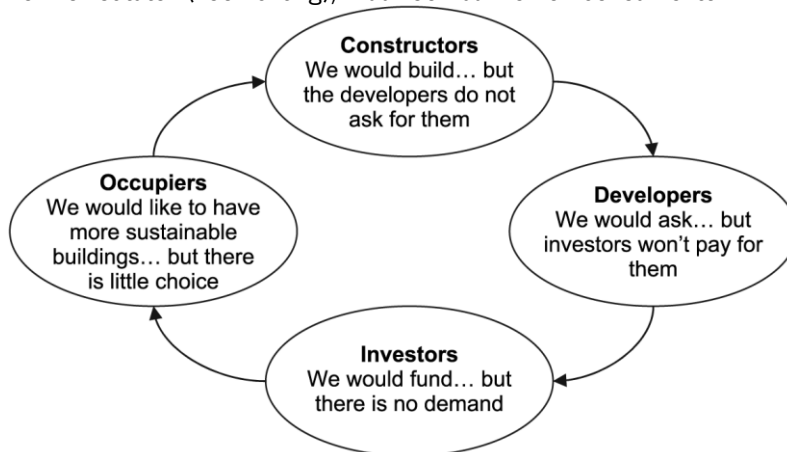 Constructors
We would build… but
the developers do not
ask for them
Occupiers
We would like to have
more sustainable
buildings… but there
is little choice
Developers
We would ask… but
investors won't pay for
them
Investors
We would fund… but
there is no demand